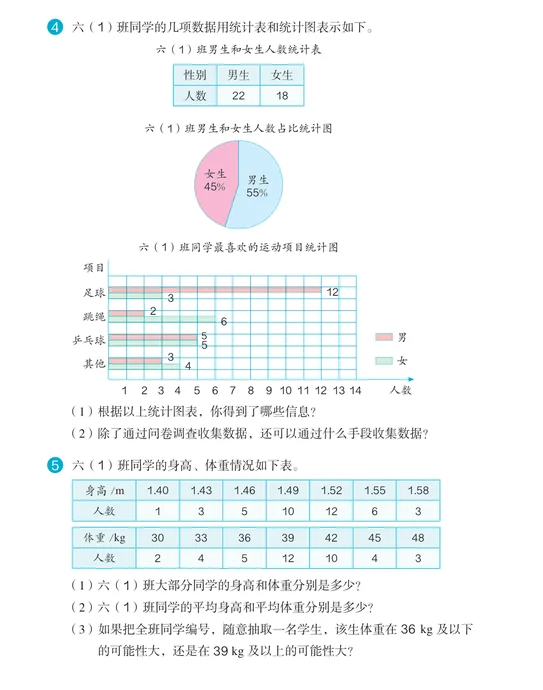 4 六（1）班同学的几项数据用统计表和统计图表示如下。
六（1）班男生和女生人数统计表
性别 男生 女生
人数 22 18
六（1）班男生和女生人数占比统计图
女生 45% 男生 55%
六（1）班同学最喜欢的运动项目统计图
项目
足球 12 3
跳绳 2 6
乒乓球 5 5
其他 3 4
男
女
1 2 3 4 5 6 7 8 9 10 11 12 13 14 人数
（1）根据以上统计图表，你得到了哪些信息？
（2）除了通过问卷调查收集数据，还可以通过什么手段收集数据？
5 六（1）班同学的身高、体重情况如下表。
身高 /m 1.40 1.43 1.46 1.49 1.52 1.55 1.58
人数 1 3 5 10 12 6 3
体重 /kg 30 33 36 39 42 45 48
人数 2 4 5 12 10 4 3
（1）六（1）班大部分同学的身高和体重分别是多少？
（2）六（1）班同学的平均身高和平均体重分别是多少？
（3）如果把全班同学编号，随意抽取一名学生，该生体重在 36 kg 及以下
的可能性大，还是在 39 kg 及以上的可能性大？